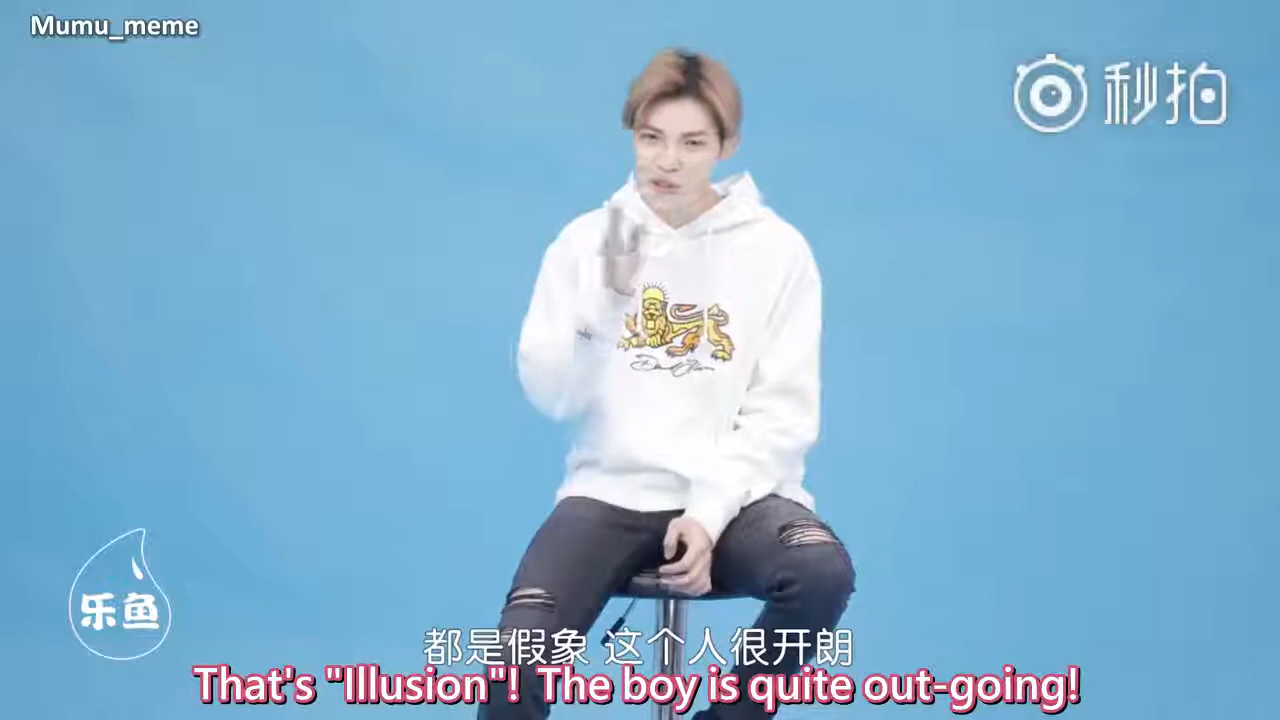 Mumu_meme
秒拍
乐鱼
都是假象 这个人很开朗
That's "Illusion"! The boy is quite out-going!